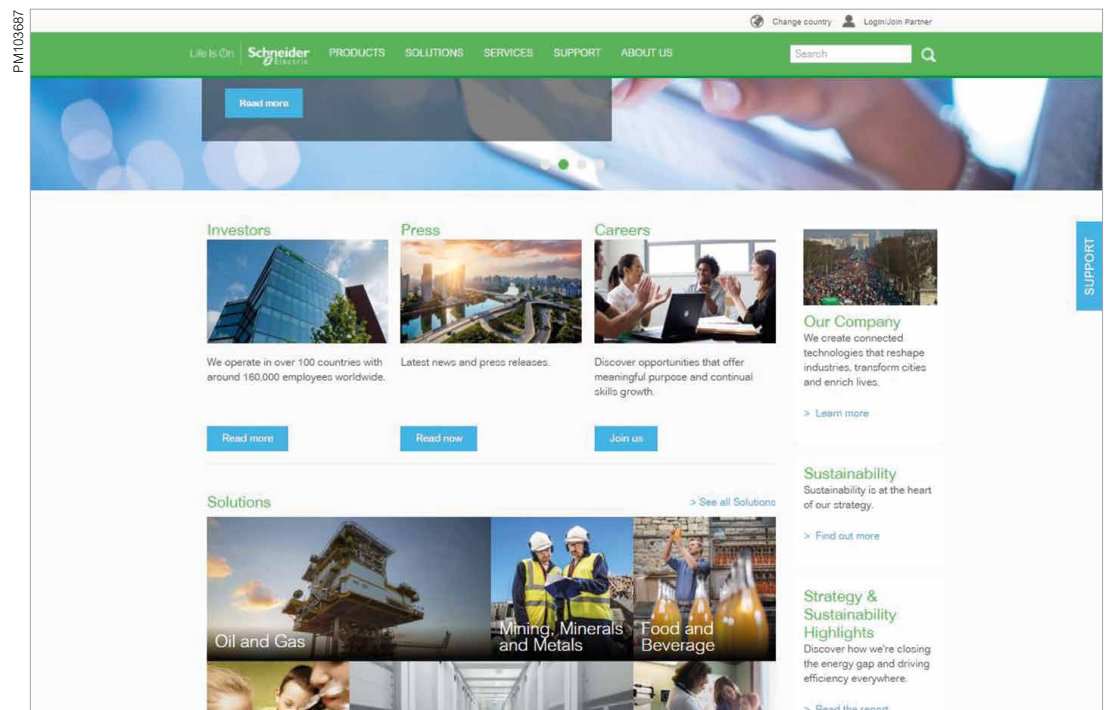 PM103687
Change country
Login/Join Partner
Life Is On
Schneider
Electric
PRODUCTS
SOLUTIONS
SERVICES
SUPPORT
ABOUT US
Search
Read more
Investors
Press
Careers
We operate in over 100 countries with
around 160,000 employees worldwide.
Latest news and press releases.
Discover opportunities that offer
meaningful purpose and continual
skills growth.
Read more
Read now
Join us
Our Company
We create connected
technologies that reshape
industries, transform cities
and enrich lives.
> Learn more
SUPPORT
Solutions
> See all Solutions
Oil and Gas
Mining, Minerals
and Metals
Food and
Beverage
Sustainability
Sustainability is at the heart
of our strategy.
> Find out more
Strategy &
Sustainability
Highlights
Discover how we're closing
the energy gap and driving
efficiency everywhere.
> Read the report